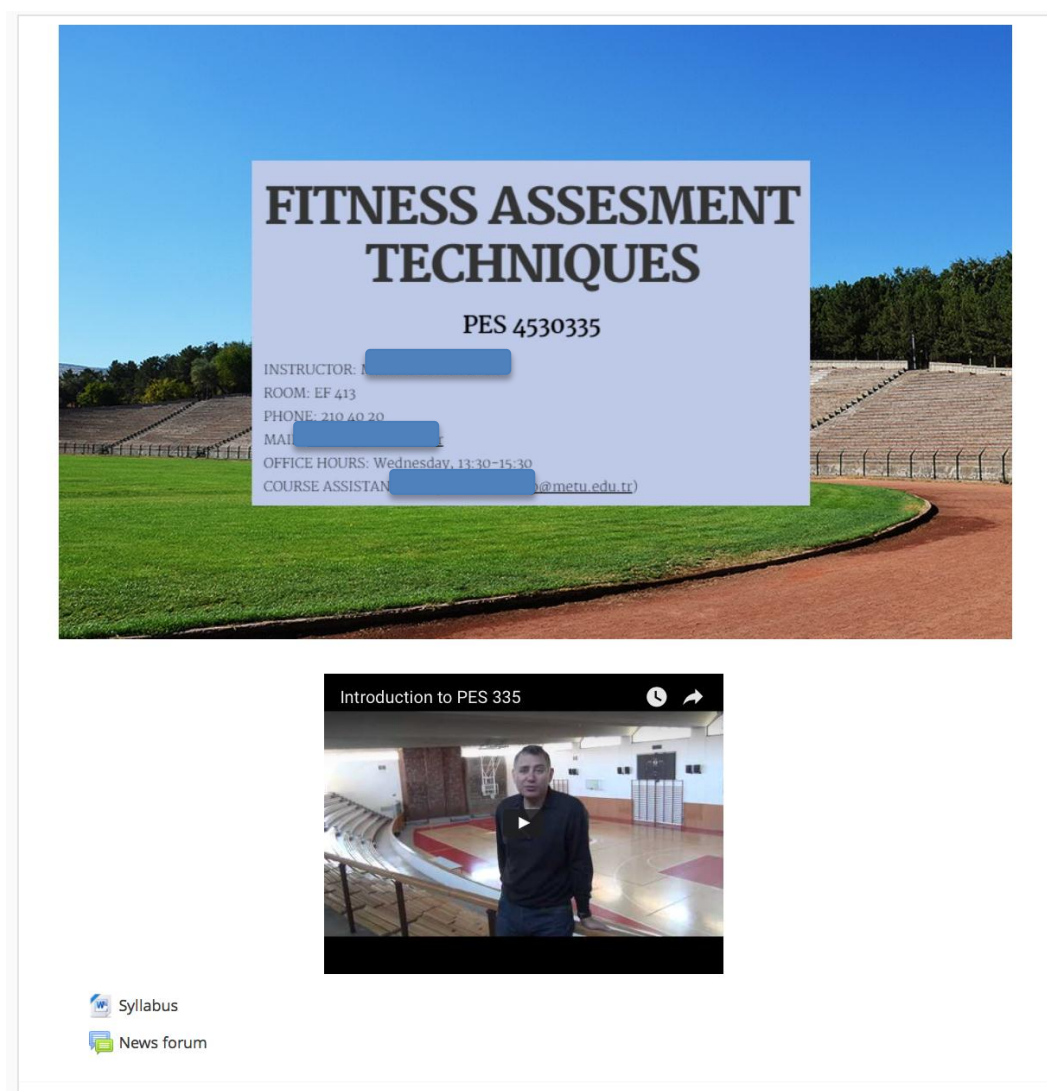 FITNESS ASSESMENT
TECHNIQUES
PES 4530335
INSTRUCTOR:
ROOM: EF 413
PHONE: 210 40 20
OFFICE HOURS: Wednesday, 13:30-15:30
COURSE ASSISTAN @metu.edu.tr)
Introduction to PES 335
Syllabus
News forum